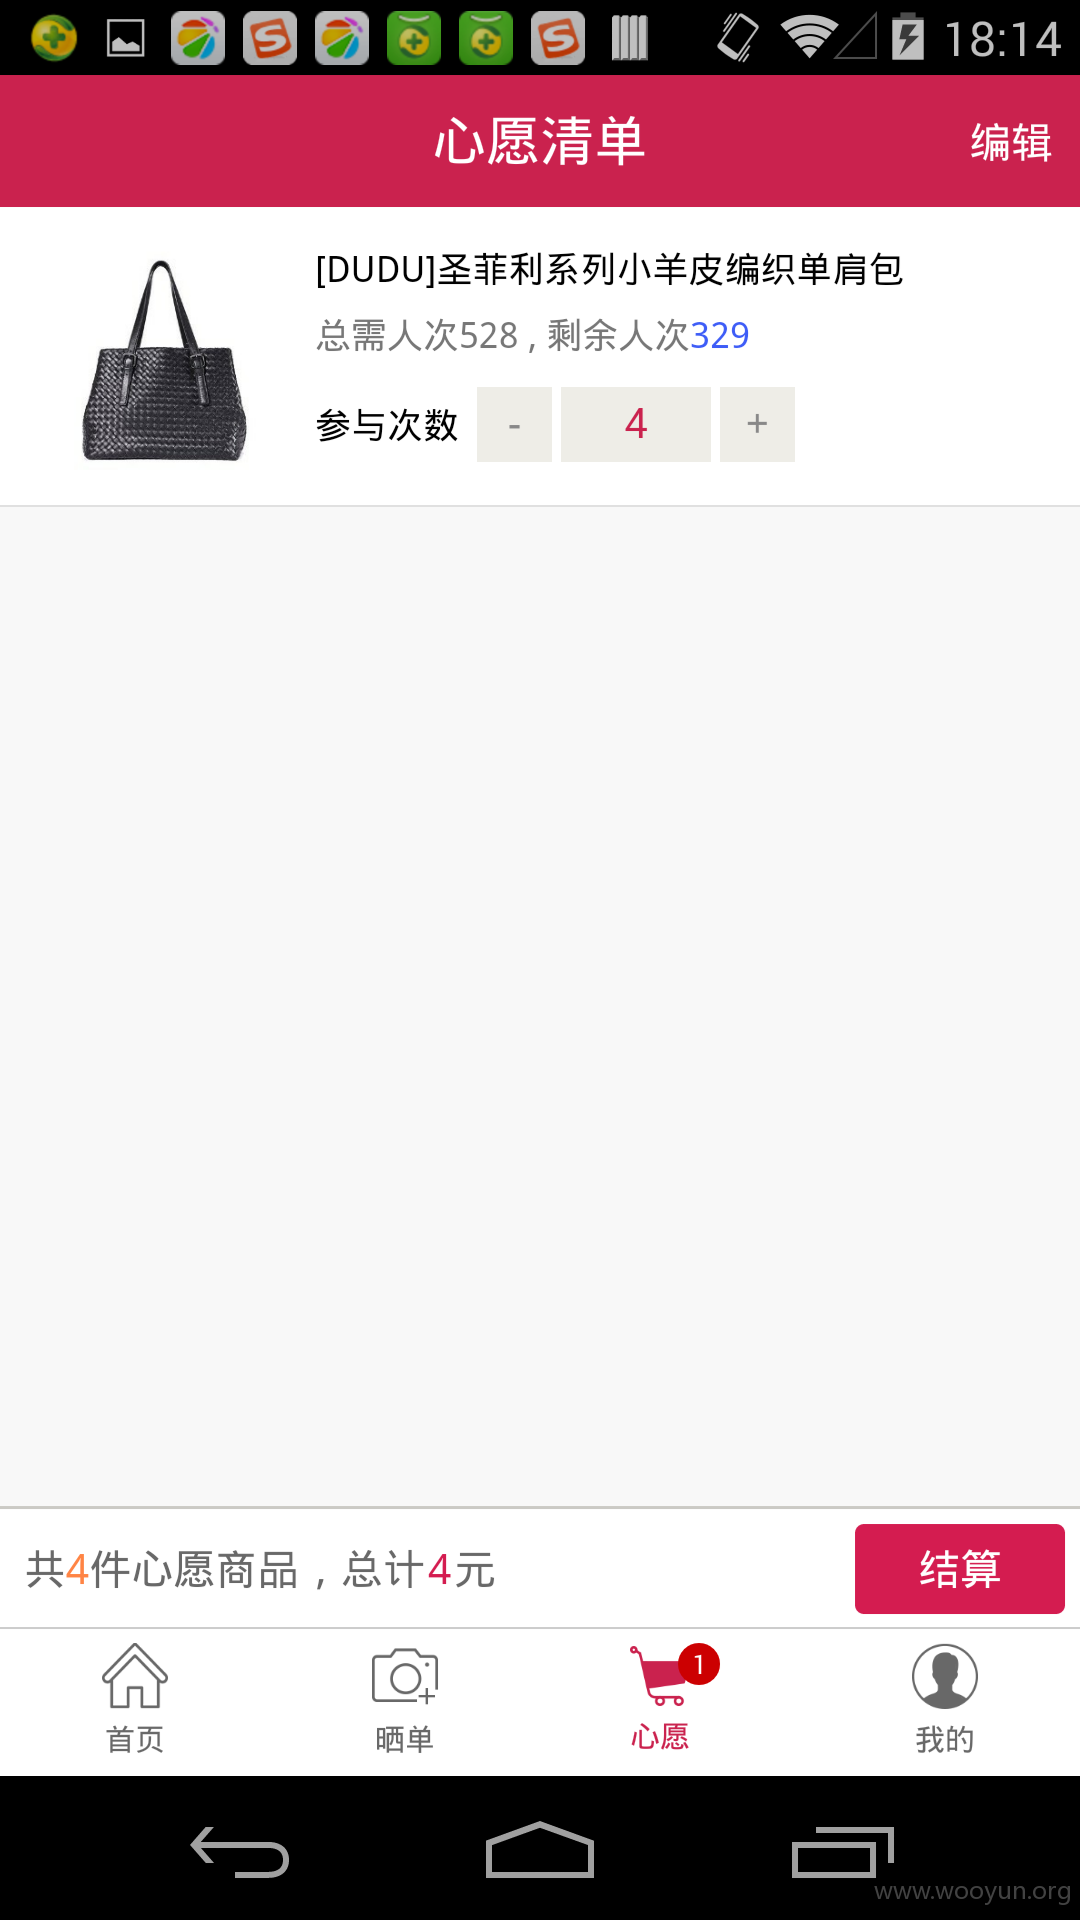 18:14
心愿清单
编辑
[DUDU]圣菲利系列小羊皮编织单肩包
总需人次528 , 剩余人次329
参与次数 - 4 +
共4件心愿商品，总计4元
结算
1
首页 晒单 心愿 我的
www.wooyun.org